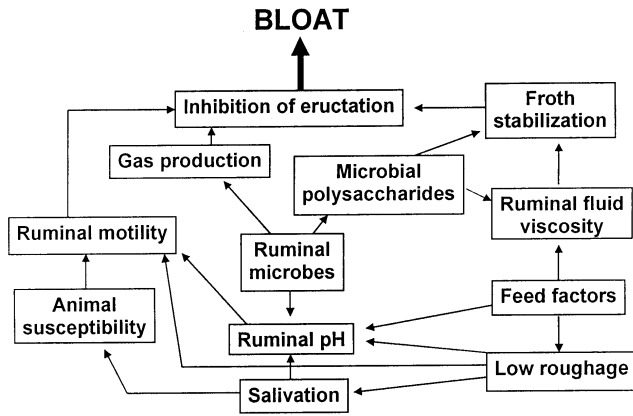 BLOAT
Inhibition of eructation
Froth
stabilization
Gas production
Microbial
polysaccharides
Ruminal fluid
viscosity
Ruminal motility
Ruminal
microbes
Animal
susceptibility
Feed factors
Ruminal pH
Low roughage
Salivation